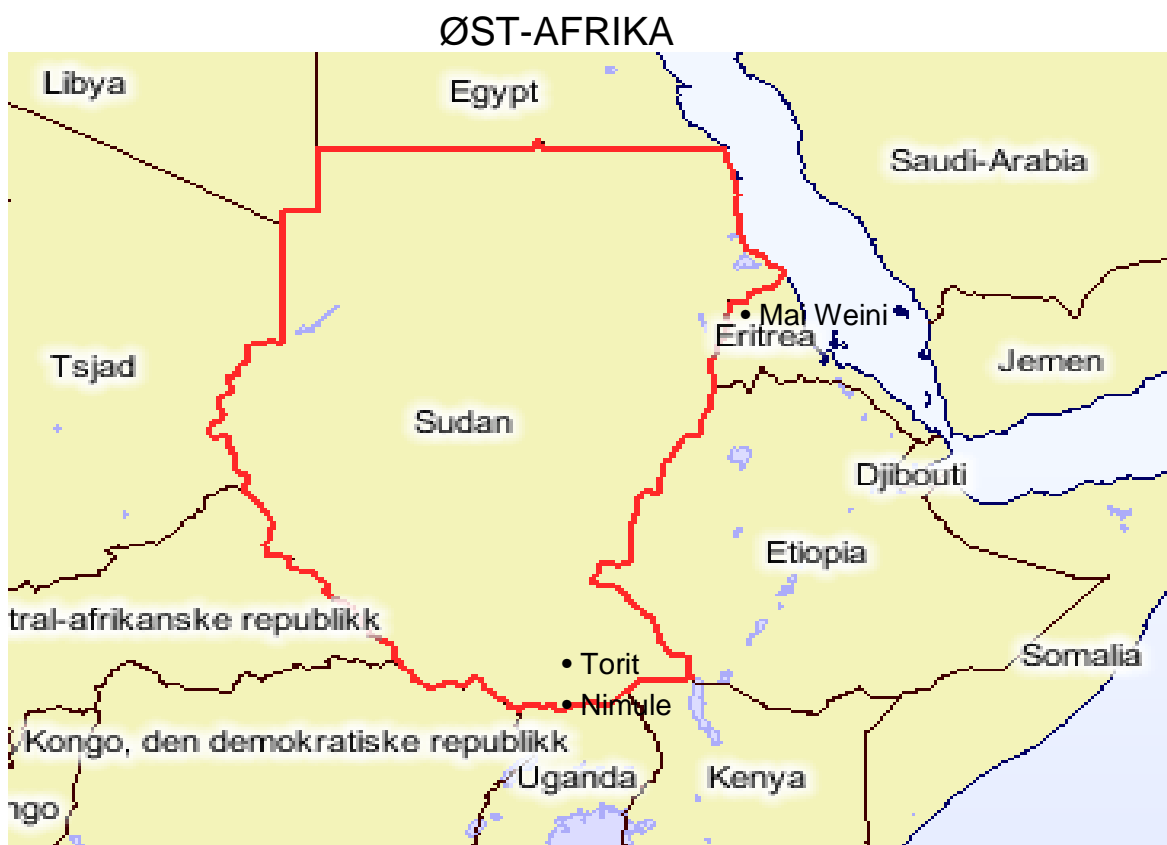 ØST-AFRIKA
Libya
Egypt
Saudi-Arabia
• Mai Weini
Eritrea
Tsjad
Jemen
Sudan
Djibouti
Etiopia
tral-afrikanske republikk
• Torit
Somalia
• Nimule
Kongo, den demokratiske republikk
Uganda
Kenya
ngo